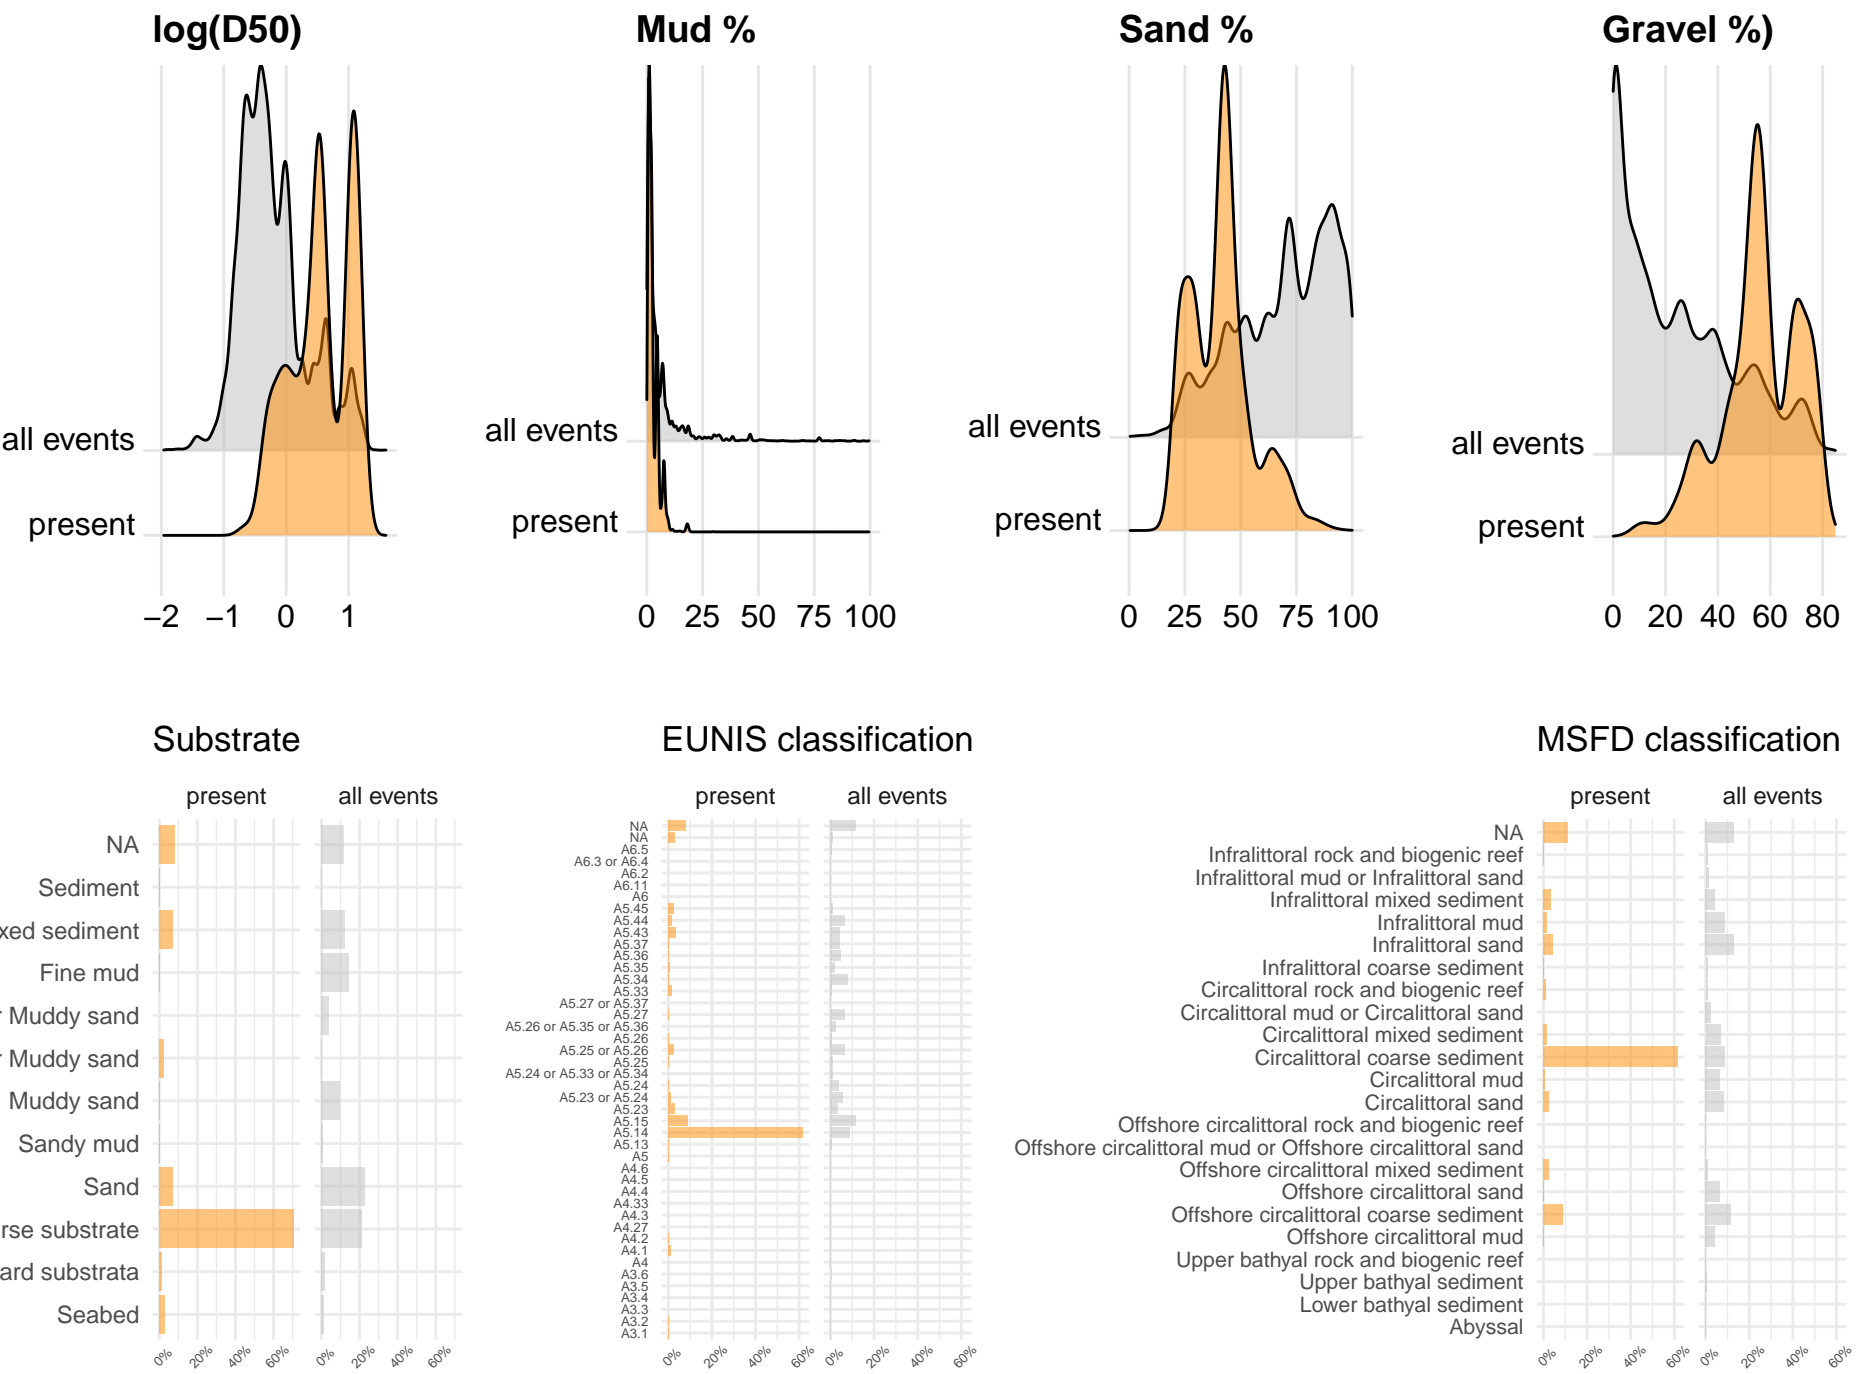 log(D50)
Mud %
Sand %
Gravel %)
all events
present
−2 −1 0 1
all events
present
0 25 50 75 100
all events
present
0 25 50 75 100
all events
present
0 20 40 60 80
Substrate
present all events
NA
Sediment
xed sediment
Fine mud
r Muddy sand
r Muddy sand
Muddy sand
Sandy mud
Sand
rse substrate
ard substrata
Seabed
0% 20% 40% 60% 0% 20% 40% 60%
EUNIS classification
present all events
NA
NA
A6.5
A6.3 or A6.4
A6.2
A6.11
A6
A5.45
A5.44
A5.43
A5.37
A5.36
A5.35
A5.34
A5.33
A5.27 or A5.37
A5.27
A5.26 or A5.35 or A5.36
A5.26
A5.25 or A5.26
A5.25
A5.24 or A5.33 or A5.34
A5.24
A5.23 or A5.24
A5.23
A5.15
A5.14
A5.13
A5
A4.6
A4.5
A4.4
A4.33
A4.3
A4.27
A4.2
A4.1
A4
A3.6
A3.5
A3.4
A3.3
A3.2
A3.1
0% 20% 40% 60% 0% 20% 40% 60%
MSFD classification
present all events
NA
Infralittoral rock and biogenic reef
Infralittoral mud or Infralittoral sand
Infralittoral mixed sediment
Infralittoral mud
Infralittoral sand
Infralittoral coarse sediment
Circalittoral rock and biogenic reef
Circalittoral mud or Circalittoral sand
Circalittoral mixed sediment
Circalittoral coarse sediment
Circalittoral mud
Circalittoral sand
Offshore circalittoral rock and biogenic reef
Offshore circalittoral mud or Offshore circalittoral sand
Offshore circalittoral mixed sediment
Offshore circalittoral sand
Offshore circalittoral coarse sediment
Offshore circalittoral mud
Upper bathyal rock and biogenic reef
Upper bathyal sediment
Lower bathyal sediment
Abyssal
0% 20% 40% 60% 0% 20% 40% 60%